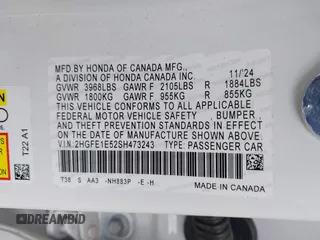 MFD BY HONDA OF CANADA MFG.,
A DIVISION OF HONDA CANADA INC. 11/'24
GVWR 3968LBS GAWR F 2105LBS R 1884LBS
GVWR 1800KG GAWR F 955KG R 855KG
THIS VEHICLE CONFORMS TO ALL APPLICABLE
FEDERAL MOTOR VEHICLE SAFETY , BUMPER , AND
THEFT PREVENTION STANDARDS IN EFFECT ON THE
DATE OF MANUFACTURE SHOWN ABOVE.
V.I.N. 2HGFE1E52SH473243 TYPE: PASSENGER CAR
T38 S AA3 -NH883P -E -H
MADE IN CANADA
T22 A1
DREAMBID